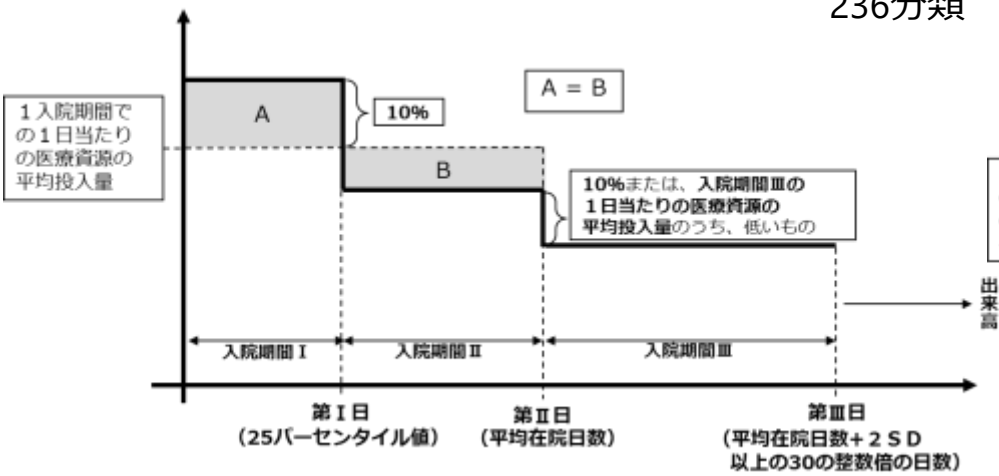 236分類
A = B
A
10%
1入院期間で
の1日当たり
の医療資源の
平均投入量
B
10%または、入院期間Ⅲの
1日当たりの医療資源の
平均投入量のうち、低いもの
出来高
入院期間Ⅰ
入院期間Ⅱ
入院期間Ⅲ
第Ⅰ日
(25パーセンタイル値)
第Ⅱ日
(平均在院日数)
第Ⅲ日
(平均在院日数+2SD
以上の30の整数倍の日数)